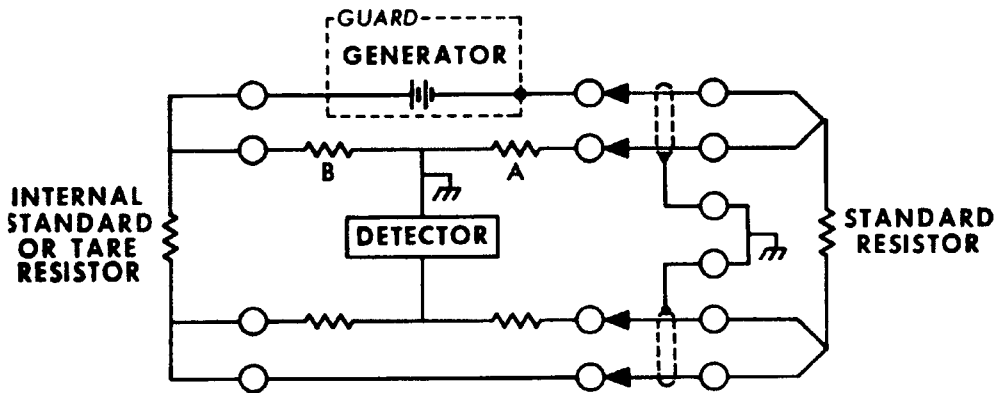 GUARD
GENERATOR
B
A
INTERNAL
STANDARD
OR TARE
RESISTOR
DETECTOR
STANDARD
RESISTOR